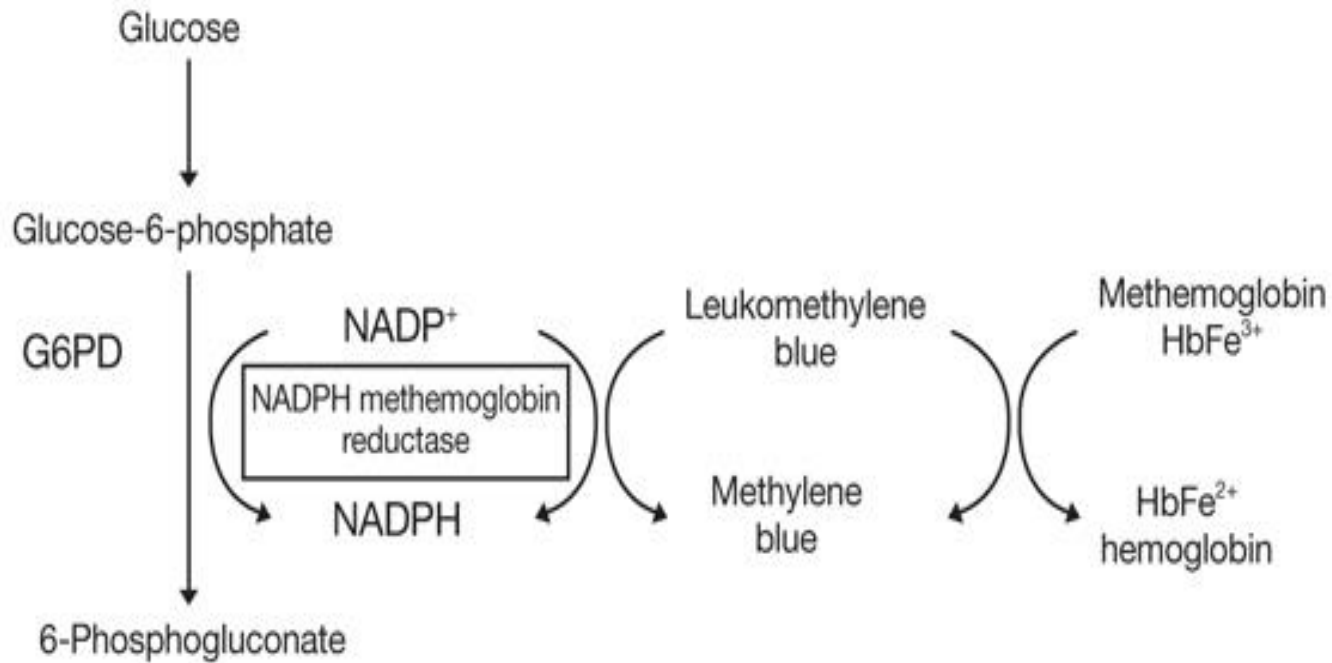 Glucose
Glucose-6-phosphate
G6PD
NADP⁺
NADPH methemoglobin
reductase
NADPH
Leukomethylene
blue
Methylene
blue
Methemoglobin
HbFe³⁺
HbFe²⁺
hemoglobin
6-Phosphogluconate